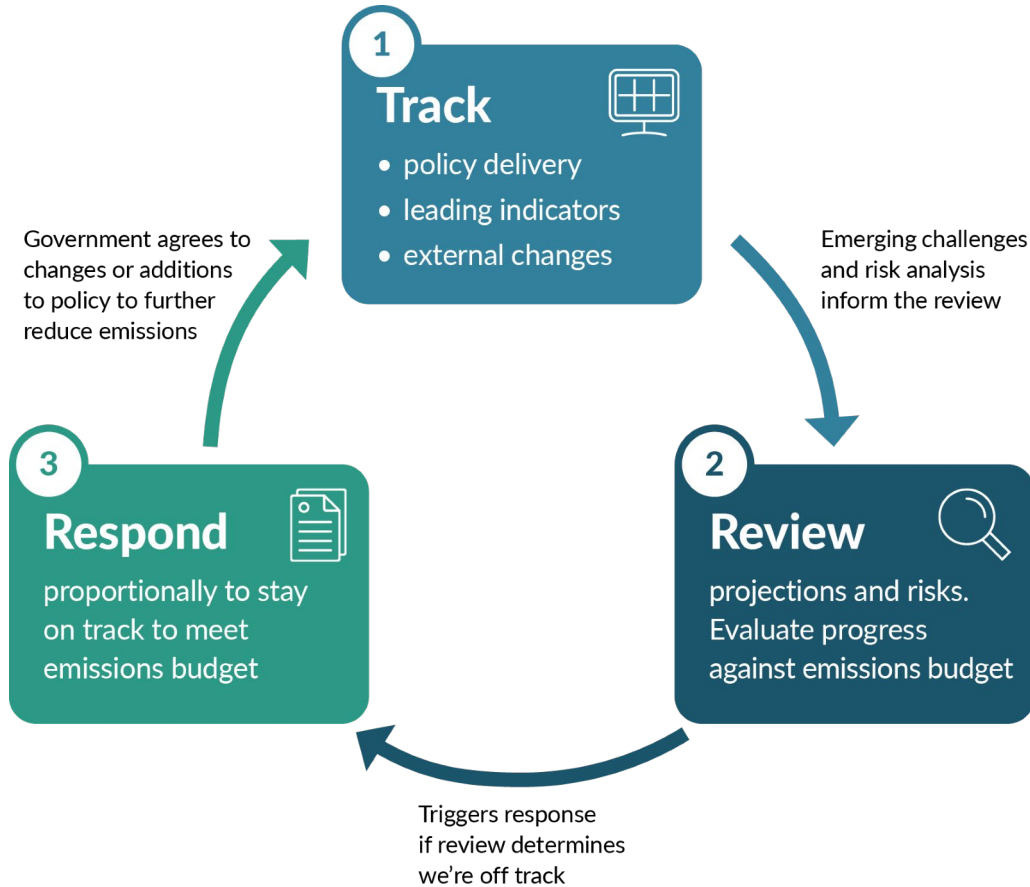 1
Track
• policy delivery
• leading indicators
• external changes
Emerging challenges
and risk analysis
inform the review
2
Review
projections and risks.
Evaluate progress
against emissions budget
Triggers response
if review determines
we're off track
3
Respond
proportionally to stay
on track to meet
emissions budget
Government agrees to
changes or additions
to policy to further
reduce emissions